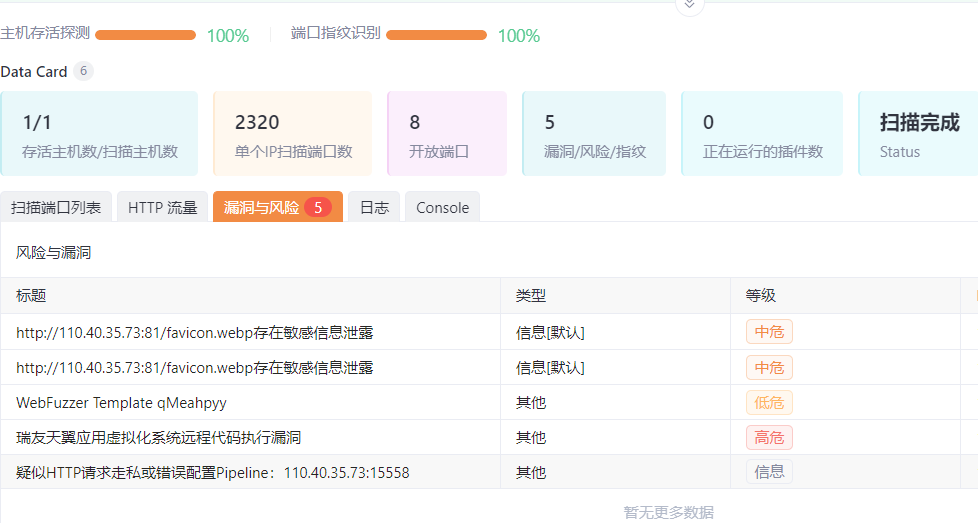 主机存活探测 100% 端口指纹识别 100%
Data Card 6
1/1 2320 8 5 0 扫描完成
存活主机数/扫描主机数 单个IP扫描端口数 开放端口 漏洞/风险/指纹 正在运行的插件数 Status
扫描端口列表 HTTP 流量 漏洞与风险 5 日志 Console
风险与漏洞
标题 类型 等级
http://110.40.35.73:81/favicon.webp存在敏感信息泄露 信息[默认] 中危
http://110.40.35.73:81/favicon.webp存在敏感信息泄露 信息[默认] 中危
WebFuzzer Template qMeahpyy 其他 低危
瑞友天翼应用虚拟化系统远程代码执行漏洞 其他 高危
疑似HTTP请求走私或错误配置Pipeline：110.40.35.73:15558 其他 信息
暂无更多数据